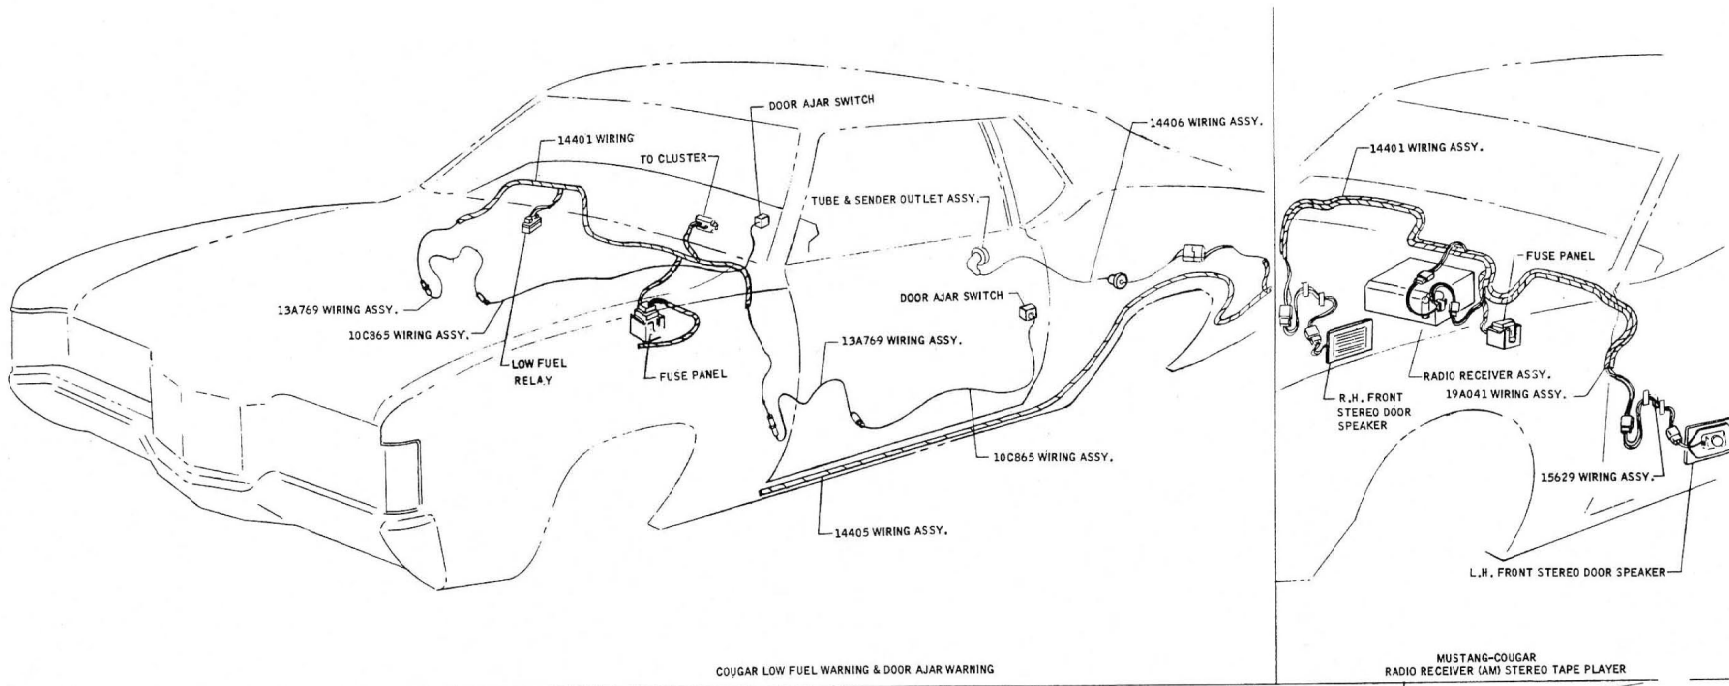 DOOR AJAR SWITCH
14401 WIRING
TO CLUSTER
14406 WIRING ASSY.
TUBE & SENDER OUTLET ASSY.
DOOR AJAR SWITCH
13A769 WIRING ASSY.
10C865 WIRING ASSY.
LOW FUEL
RELAY
FUSE PANEL
13A769 WIRING ASSY.
10C865 WIRING ASSY.
14405 WIRING ASSY.
COUGAR LOW FUEL WARNING & DOOR AJAR WARNING
14401 WIRING ASSY.
FUSE PANEL
RADIO RECEIVER ASSY.
19A041 WIRING ASSY.
R.H. FRONT
STEREO DOOR
SPEAKER
15629 WIRING ASSY.
L.H. FRONT STEREO DOOR SPEAKER
MUSTANG-COUGAR
RADIO RECEIVER (AM) STEREO TAPE PLAYER